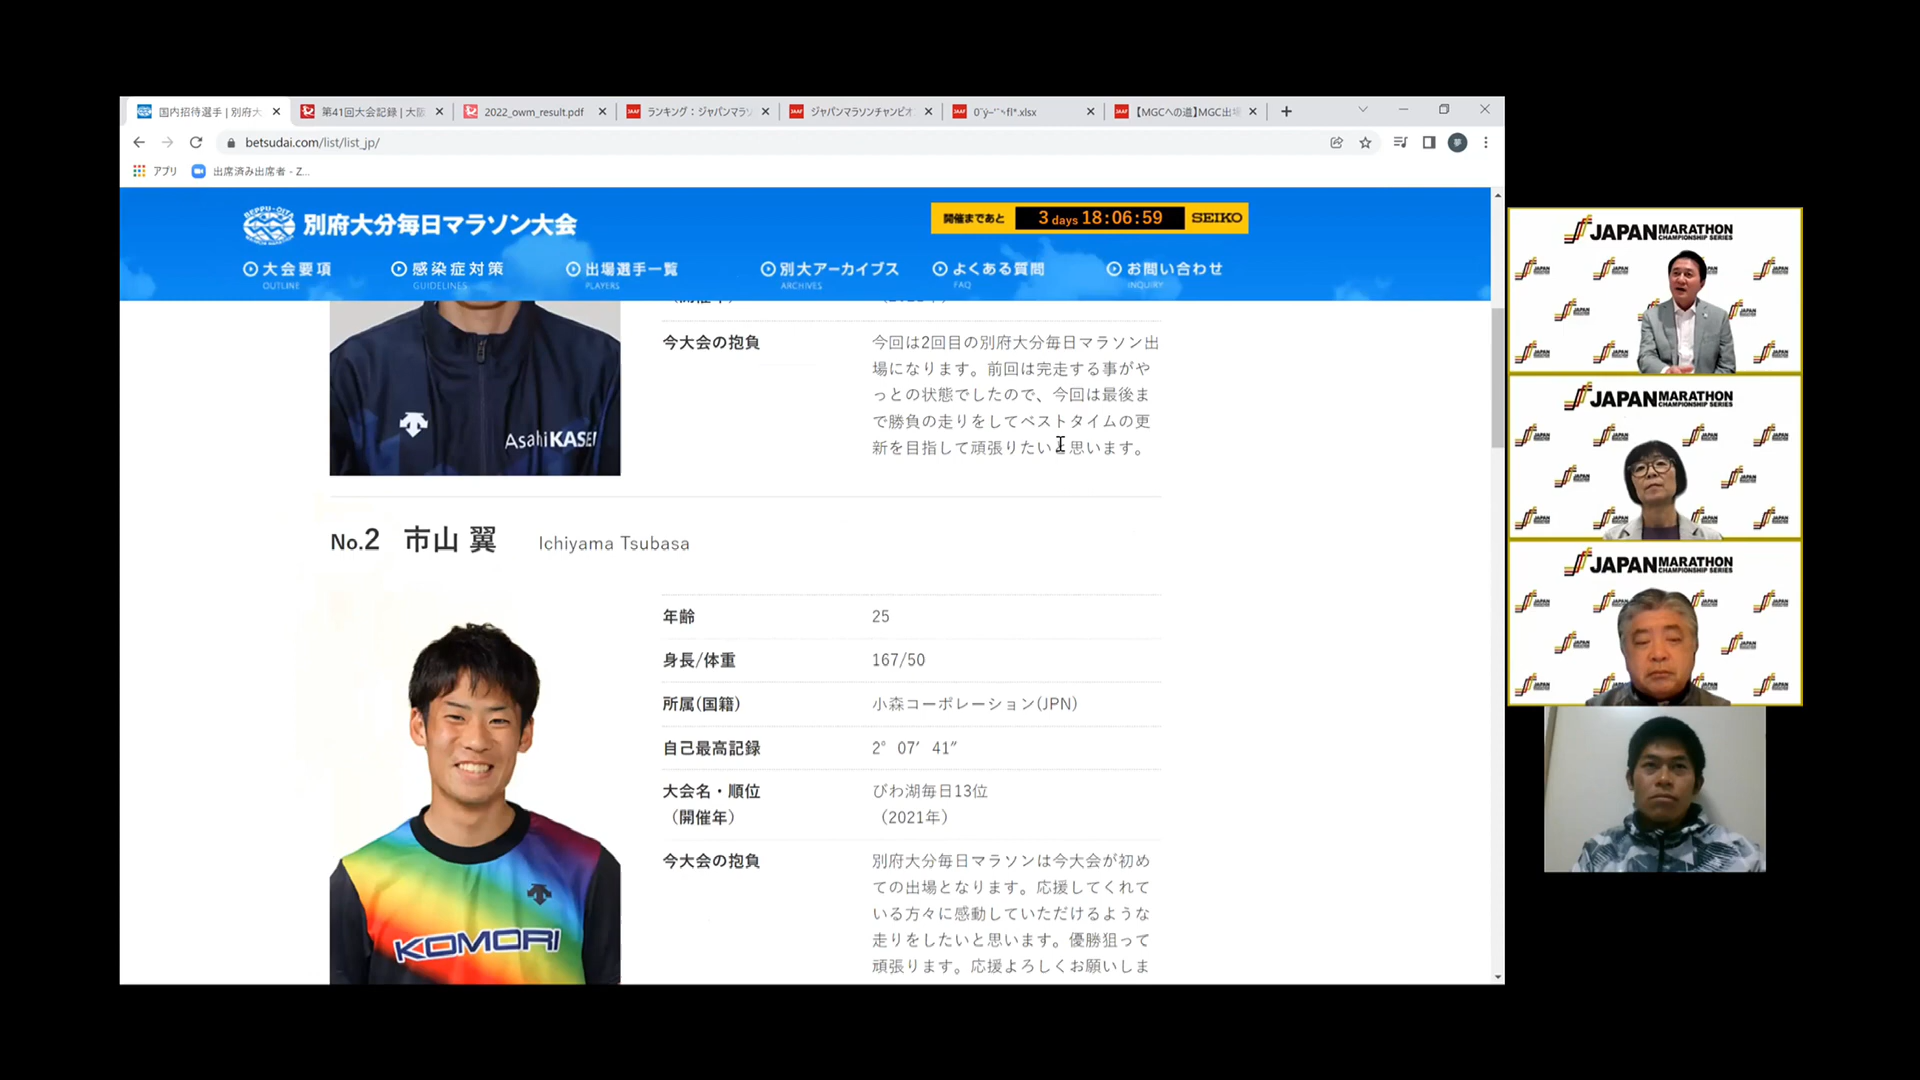 国内招待選手 | 別府大
第41回大会記録 | 大阪
2022_owm_result.pdf
ランキング：ジャパンマラソ
ジャパンマラソンチャンピオ
【MGCへの道】MGC出場
betsudai.com/list/list_jp/
アプリ
出席済み出席者 - Z...
BEPPU-OITA
別府大分毎日マラソン大会
開催まであと
3 days 18:06:59
SEIKO
大会要項
感染症対策
出場選手一覧
別大アーカイブス
よくある質問
お問い合わせ
OUTLINE
GUIDELINES
PLAYERS
ARCHIVES
FAQ
INQUIRY
今大会の抱負
今回は2回目の別府大分毎日マラソン出
場になります。前回は完走する事がや
っとの状態でしたので、今回は最後ま
で勝負の走りをしてベストタイムの更
新を目指して頑張りたいと思います。
AsahiKASEI
No.2 市山 翼 Ichiyama Tsubasa
年齢 25
身長/体重 167/50
所属(国籍) 小森コーポレーション(JPN)
自己最高記録 2° 07′ 41″
大会名・順位 びわ湖毎日13位
（開催年） （2021年）
今大会の抱負
別府大分毎日マラソンは今大会が初め
ての出場となります。応援してくれて
いる方々に感動していただけるような
走りをしたいと思います。優勝狙って
頑張ります。応援よろしくお願いしま
KOMORI
JAPAN MARATHON
CHAMPIONSHIP SERIES
JAPAN MARATHON
CHAMPIONSHIP SERIES
JAPAN MARATHON
CHAMPIONSHIP SERIES